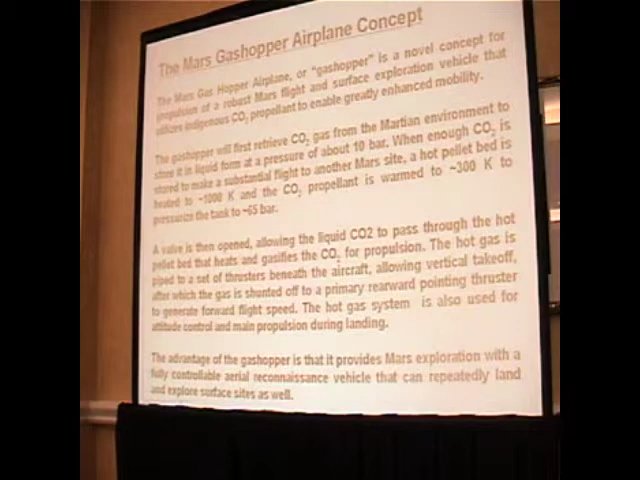 The Mars Gashopper Airplane Concept
The Mars Gas Hopper Airplane, or "gashopper" is a novel concept for
propulsion of a robust Mars flight and surface exploration vehicle that
utilizes indigenous CO₂ propellant to enable greatly enhanced mobility.
The gashopper will first retrieve CO₂ gas from the Martian environment to
store it in liquid form at a pressure of about 10 bar. When enough CO₂ is
stored to make a substantial flight to another Mars site, a hot pellet bed is
heated to ~1000 K and the CO₂ propellant is warmed to ~300 K to
pressurize the tank to ~65 bar.
A valve is then opened, allowing the liquid CO2 to pass through the hot
pellet bed that heats and gasifies the CO₂ for propulsion. The hot gas is
piped to a set of thrusters beneath the aircraft, allowing vertical takeoff,
after which the gas is shunted off to a primary rearward pointing thruster
to generate forward flight speed. The hot gas system is also used for
attitude control and main propulsion during landing.
The advantage of the gashopper is that it provides Mars exploration with a
fully controllable aerial reconnaissance vehicle that can repeatedly land
and explore surface sites as well.